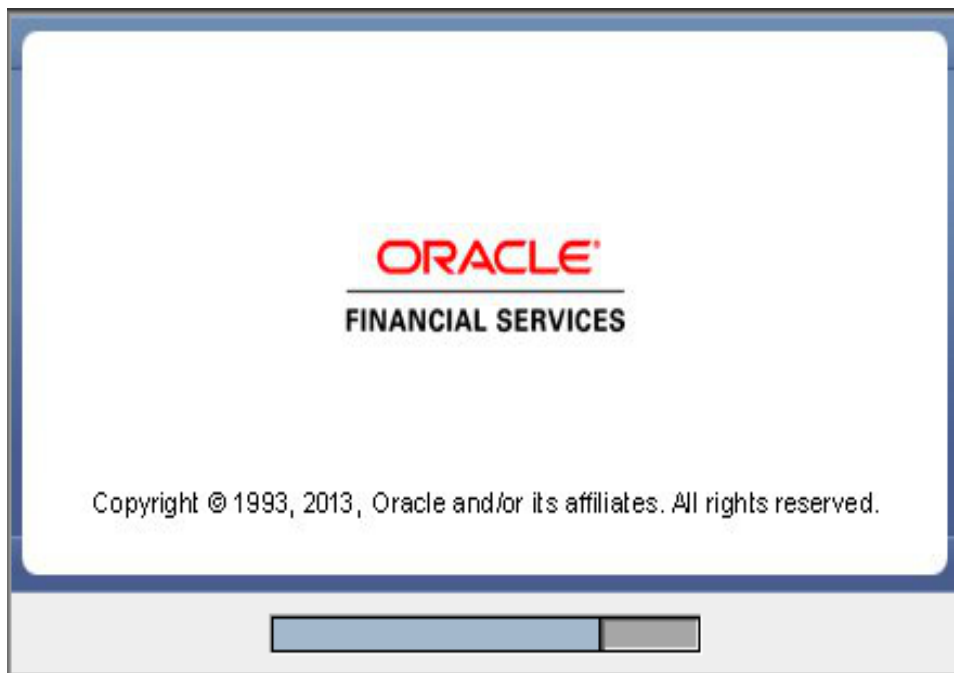 ORACLE®
FINANCIAL SERVICES
Copyright © 1993, 2013, Oracle and/or its affiliates. All rights reserved.